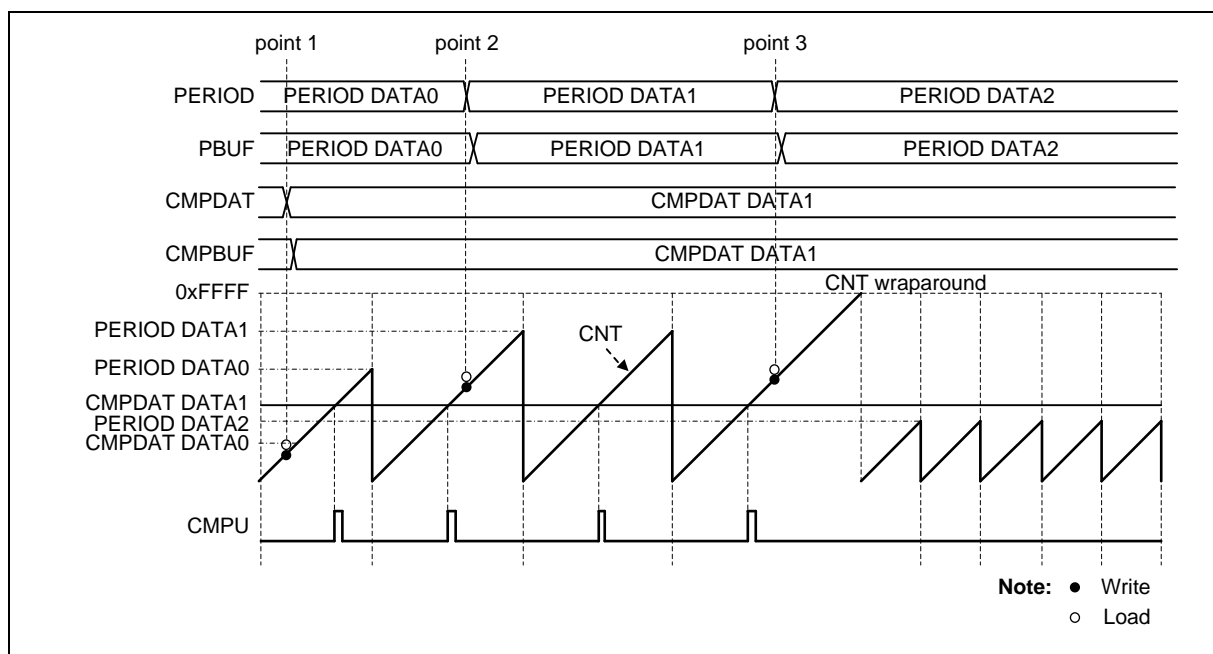 point 1 point 2 point 3
PERIOD PERIOD DATA0 PERIOD DATA1 PERIOD DATA2
PBUF PERIOD DATA0 PERIOD DATA1 PERIOD DATA2
CMPDAT CMPDAT DATA1
CMPBUF CMPDAT DATA1
0xFFFF CNT wraparound
PERIOD DATA1 CNT
PERIOD DATA0
CMPDAT DATA1
PERIOD DATA2
CMPDAT DATA0
CMPU
Note: Write
Load